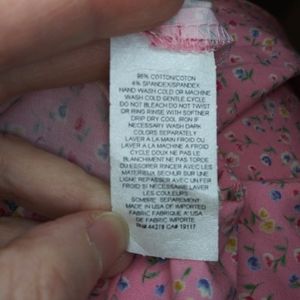 96% COTTON/COTON
4% SPANDEX/SPANDEX
HAND WASH COLD OR MACHINE
WASH COLD GENTLE CYCLE
DO NOT BLEACH DO NOT TWIST
OR RING RINSE WITH SOFTNER
DRIP DRY COOL IRON IF
NECESSARY WASH DARK
COLORS SEPARATELY
LAVER A LA MAIN FROID OU
LAVER A LA MACHINE A FROID
CYCLE DOUX NE PAS LE
BLANCHIMENT NE PAS TORDRE
OU ESSORER RINCER AVEC LES
MATERIEUX SECHUR SUR UNE
LIGNE REPASSER AVEC UN FER
FROID SI NECESSAIRE LAVER
LES COULEURS
SOMBRE SEPAREMENT
MADE IN USA OF IMPORTED
FABRIC FABRIQUE A' USA
DE FABRIC IMPORTE
RN# 44278 CA# 19117